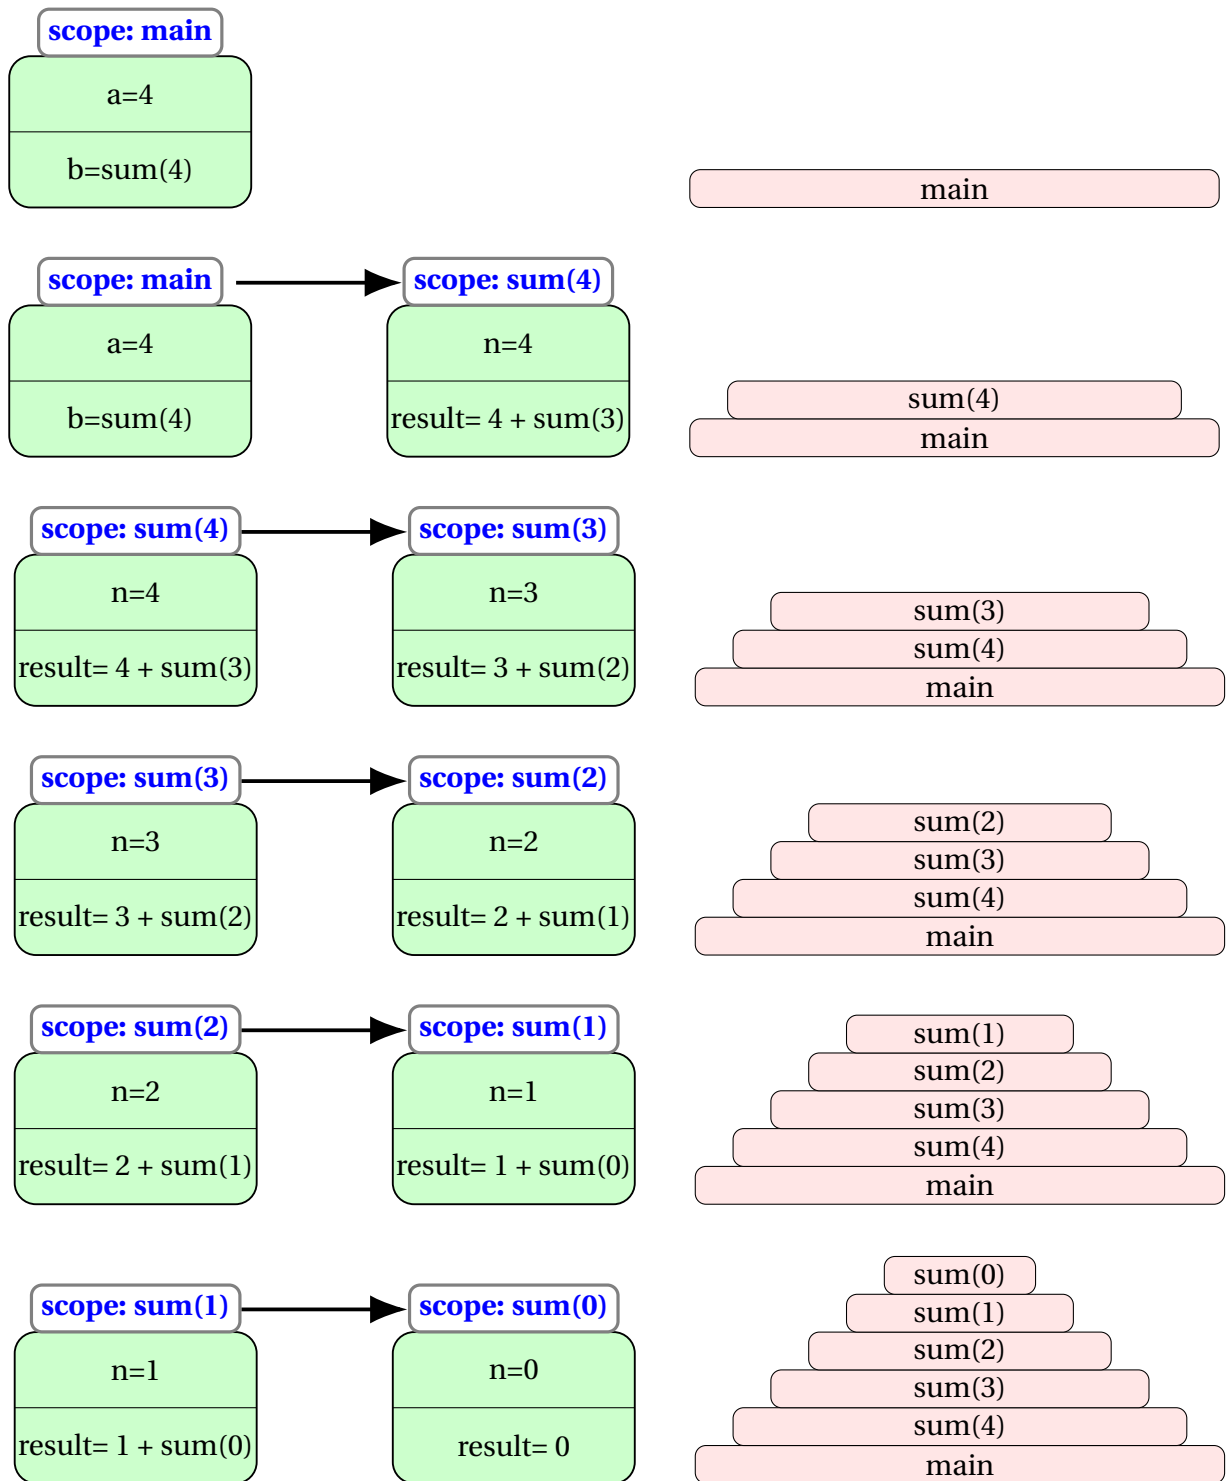 scope: main
a=4
b=sum(4)
main
scope: main
scope: sum(4)
a=4
n=4
b=sum(4)
result= 4 + sum(3)
sum(4)
main
scope: sum(4)
scope: sum(3)
n=4
n=3
result= 4 + sum(3)
result= 3 + sum(2)
sum(3)
sum(4)
main
scope: sum(3)
scope: sum(2)
n=3
n=2
result= 3 + sum(2)
result= 2 + sum(1)
sum(2)
sum(3)
sum(4)
main
scope: sum(2)
scope: sum(1)
n=2
n=1
result= 2 + sum(1)
result= 1 + sum(0)
sum(1)
sum(2)
sum(3)
sum(4)
main
scope: sum(1)
scope: sum(0)
n=1
n=0
result= 1 + sum(0)
result= 0
sum(0)
sum(1)
sum(2)
sum(3)
sum(4)
main